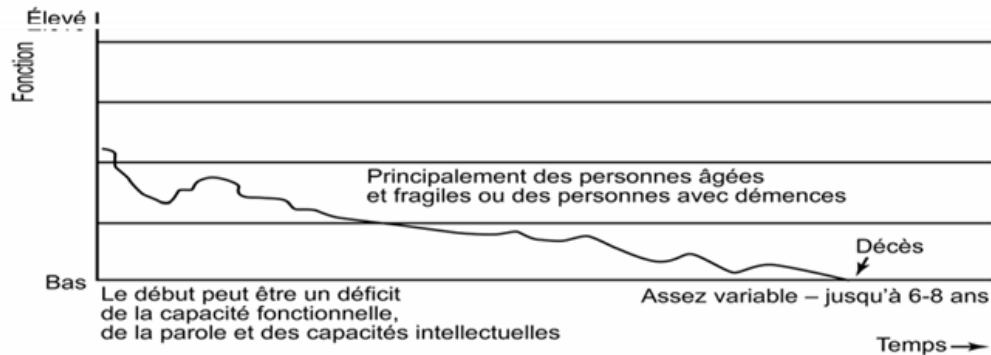 Élevé
Fonction
Principalement des personnes âgées
et fragiles ou des personnes avec démences
Décès
Bas
Le début peut être un déficit
de la capacité fonctionnelle,
de la parole et des capacités intellectuelles
Assez variable – jusqu'à 6-8 ans
Temps